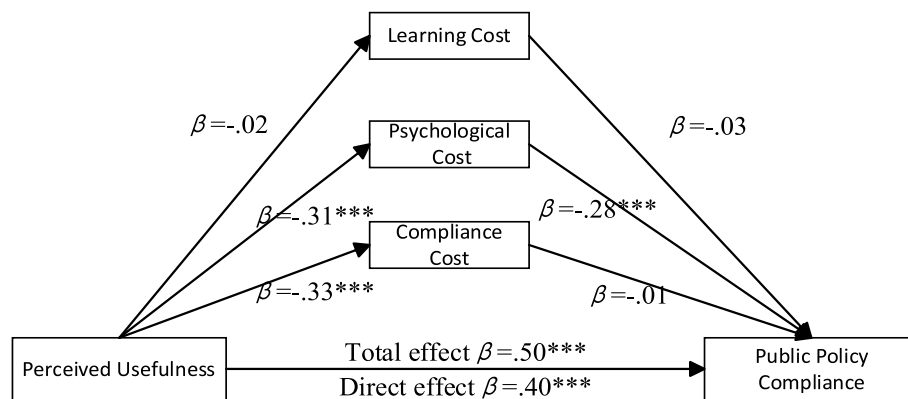 Learning Cost
β=-.02
β=-.03
Psychological
Cost
β=-.31***
β=-.28***
Compliance
Cost
β=-.33***
β=-.01
Perceived Usefulness
Total effect β=.50***
Direct effect β=.40***
Public Policy
Compliance